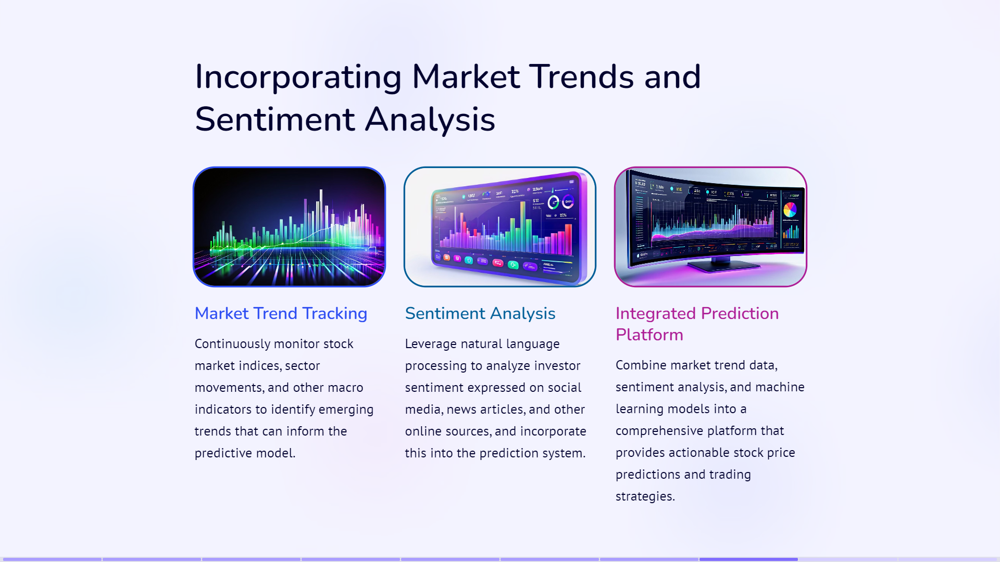 Incorporating Market Trends and
Sentiment Analysis
Market Trend Tracking
Continuously monitor stock
market indices, sector
movements, and other macro
indicators to identify emerging
trends that can inform the
predictive model.
Sentiment Analysis
Leverage natural language
processing to analyze investor
sentiment expressed on social
media, news articles, and other
online sources, and incorporate
this into the prediction system.
Integrated Prediction
Platform
Combine market trend data,
sentiment analysis, and machine
learning models into a
comprehensive platform that
provides actionable stock price
predictions and trading
strategies.